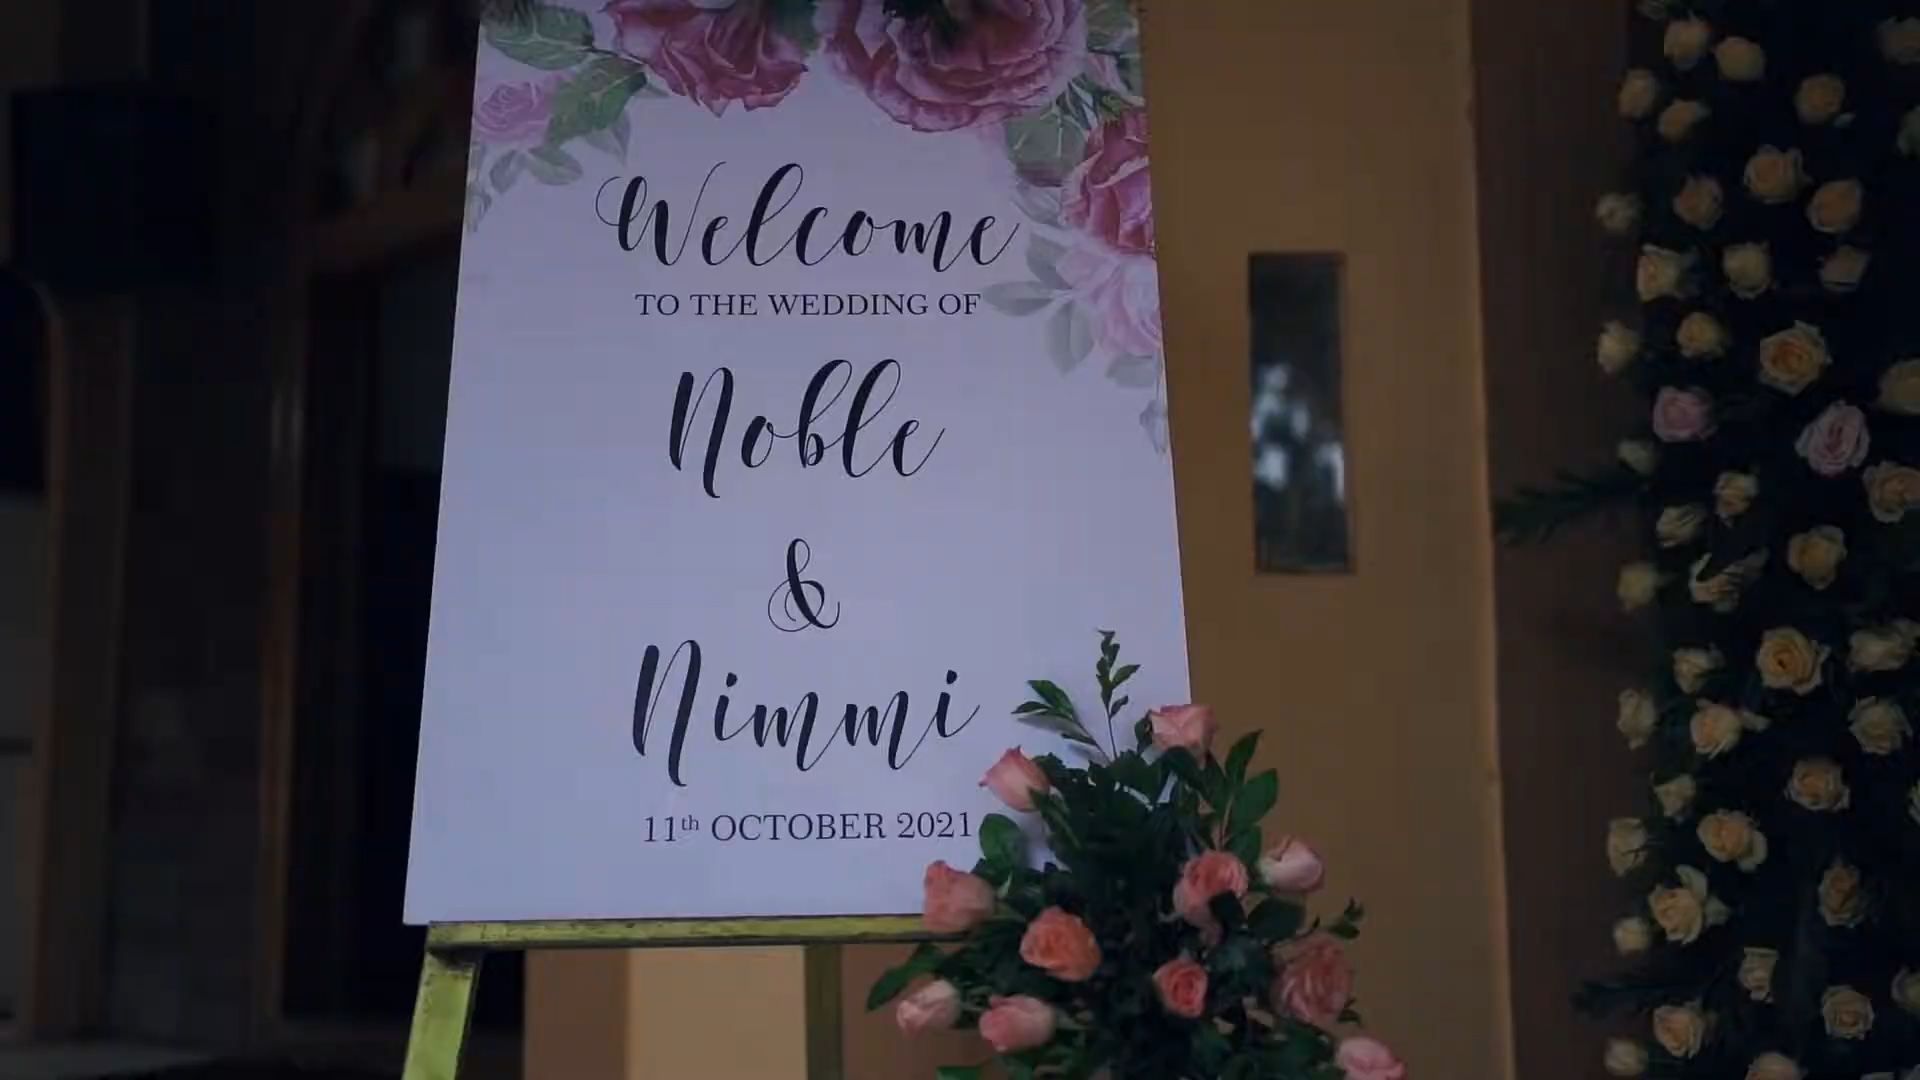 Welcome
TO THE WEDDING OF
Noble
&
Nimmi
11th OCTOBER 2021